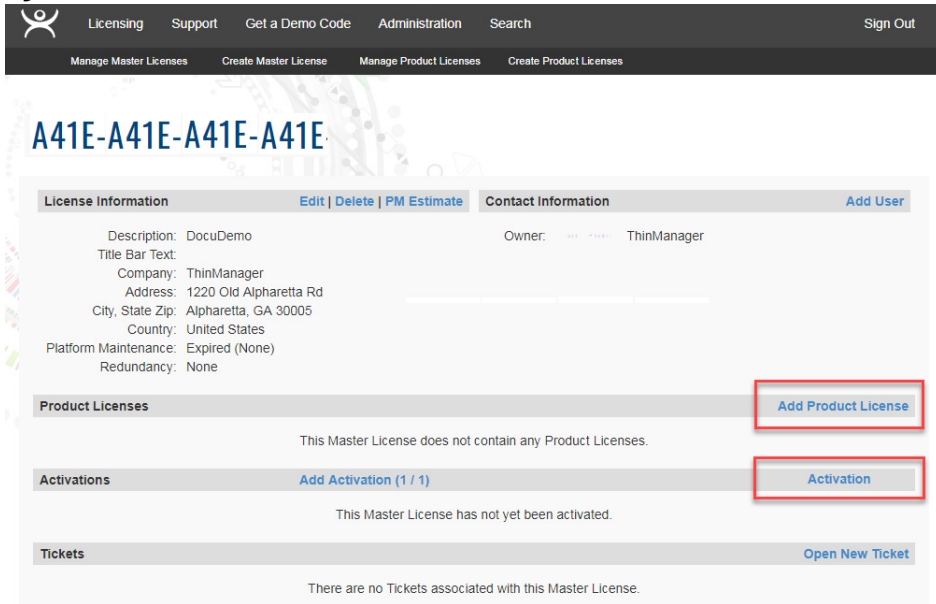 Licensing Support Get a Demo Code Administration Search Sign Out
Manage Master Licenses Create Master License Manage Product Licenses Create Product Licenses
A41E-A41E-A41E-A41E-
License Information Edit | Delete | PM Estimate Contact Information Add User
Description: DocuDemo Owner: ThinManager
Title Bar Text:
Company: ThinManager
Address: 1220 Old Alpharetta Rd
City, State Zip: Alpharetta, GA 30005
Country: United States
Platform Maintenance: Expired (None)
Redundancy: None
Product Licenses Add Product License
This Master License does not contain any Product Licenses.
Activations Add Activation (1 / 1) Activation
This Master License has not yet been activated.
Tickets Open New Ticket
There are no Tickets associated with this Master License.